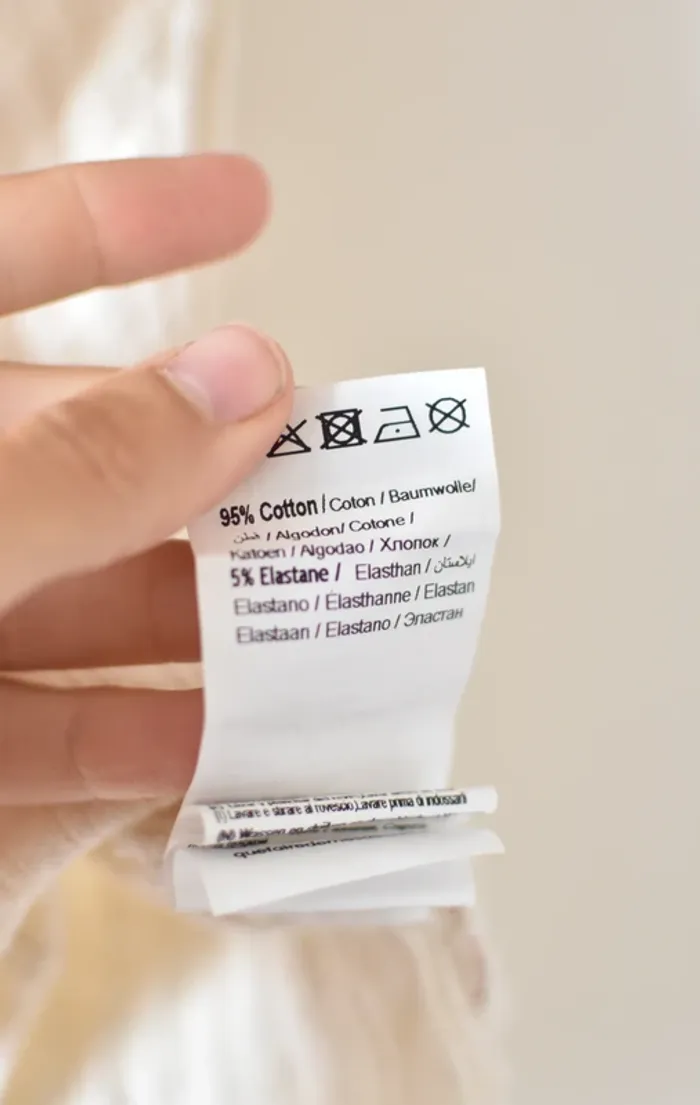 95% Cotton / Coton / Baumwolle/
قطن / Algodon/ Cotone /
Katoen / Algodao / Хлопок /
5% Elastane / Elasthan / ايلاستان
Elastano / Elasthanne / Elastan
Elastaan / Elastano / Эластан
(I) Lavare e stirare al rovescio,Lavare prima di indossarli